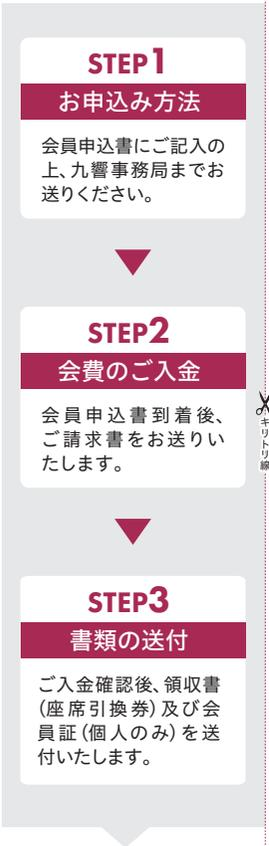 STEP1
お申込み方法
会員申込書にご記入の
上、九響事務局までお
送りください。
STEP2
会費のご入金
会員申込書到着後、
ご請求書をお送りい
たします。
STEP3
書類の送付
ご入金確認後、領収書
(座席引換券)及び会
員証(個人のみ)を送
付いたします。
キリトリ線